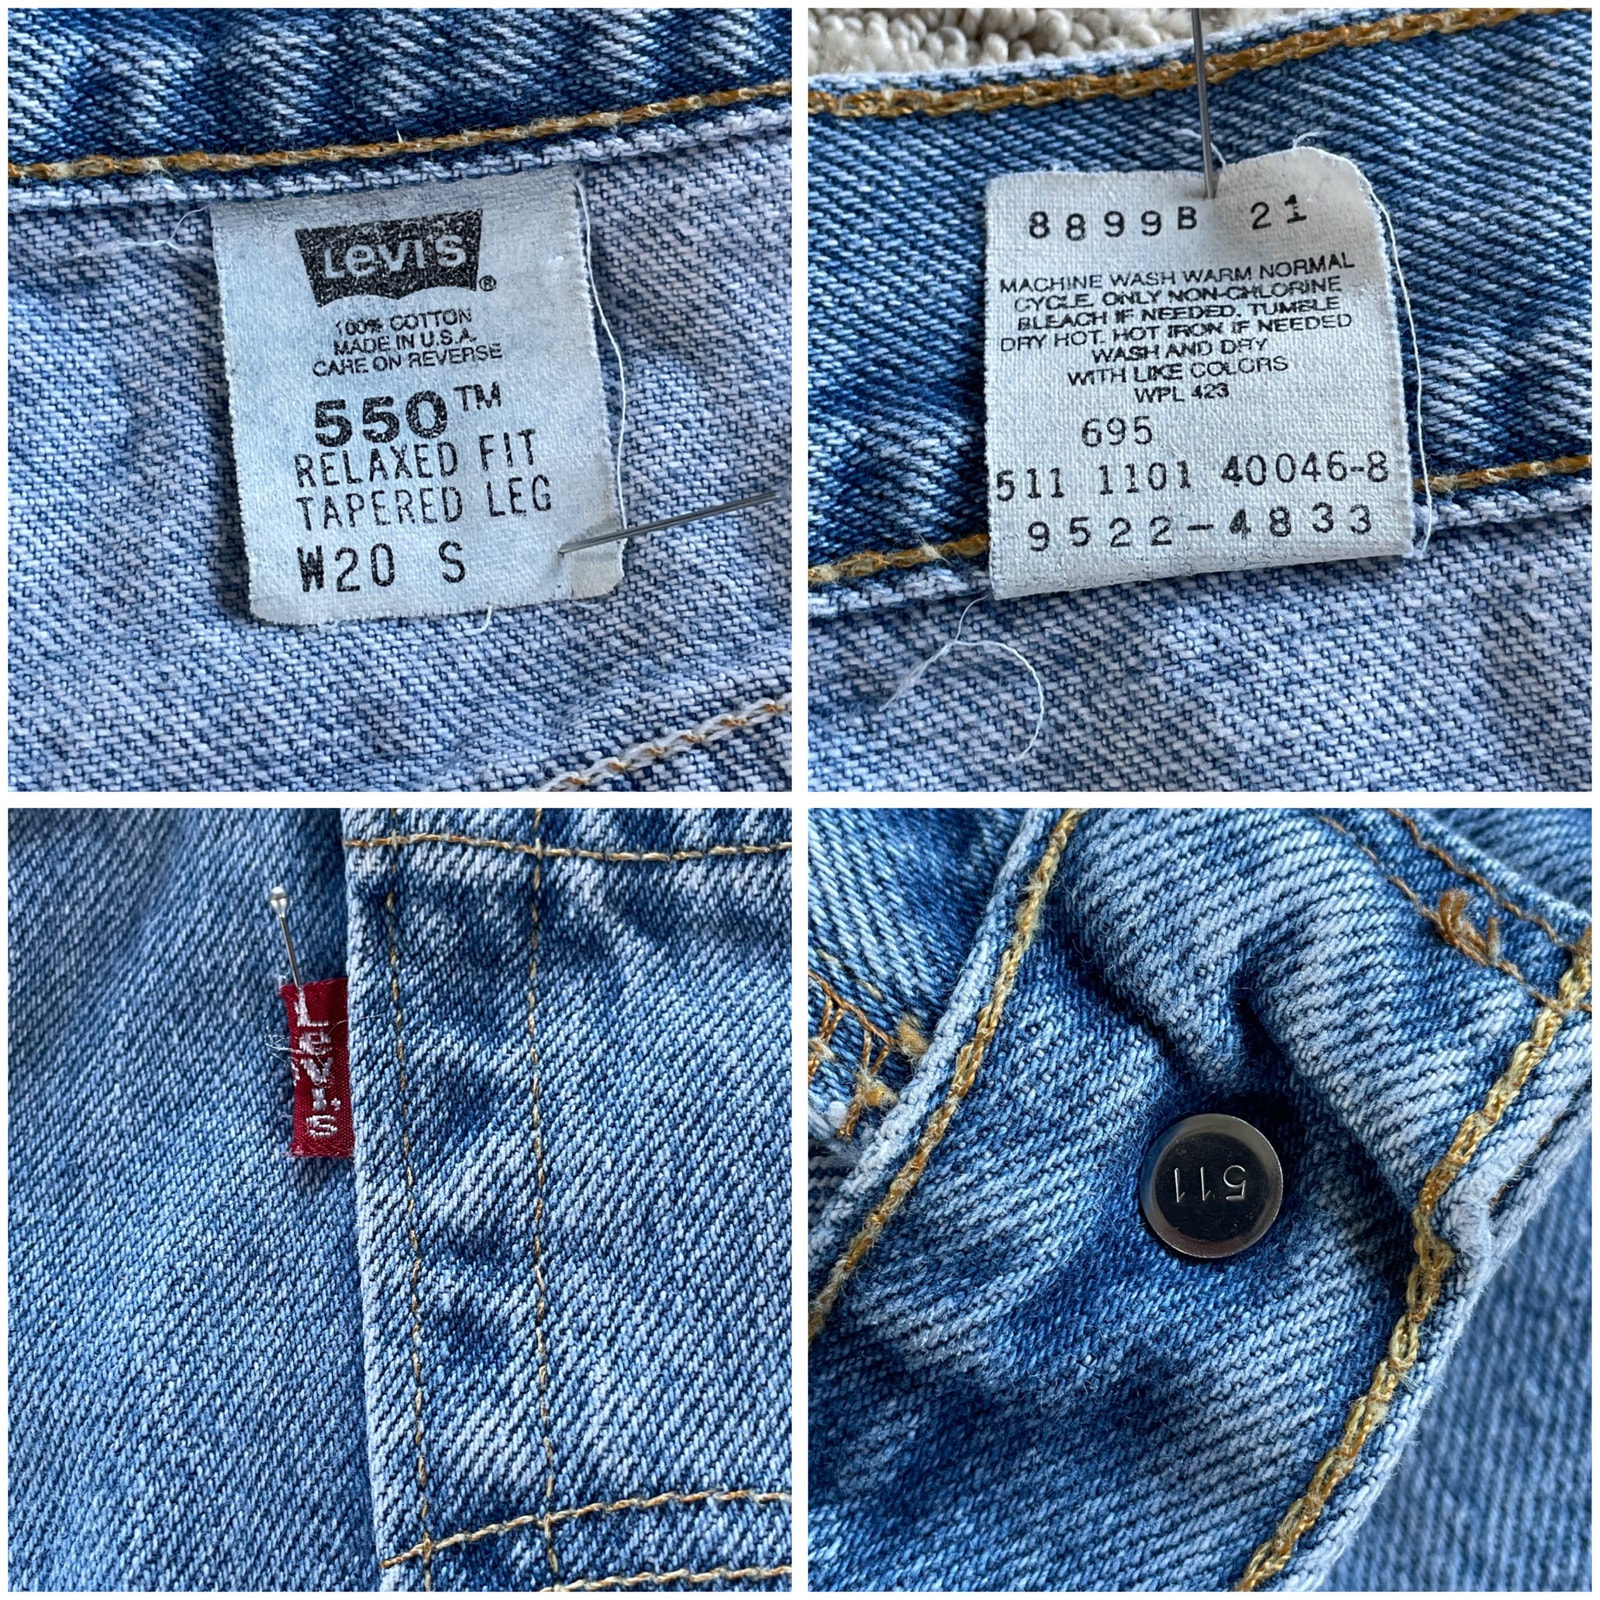 Levi's®
100% COTTON
MADE IN U.S.A.
CARE ON REVERSE
550™
RELAXED FIT
TAPERED LEG
W20 S
8899B 21
MACHINE WASH WARM NORMAL
CYCLE. ONLY NON-CHLORINE
BLEACH IF NEEDED. TUMBLE
DRY HOT. HOT IRON IF NEEDED
WASH AND DRY
WITH LIKE COLORS
WPL 423
695
511 1101 40046-8
9522-4833
Levi's
511